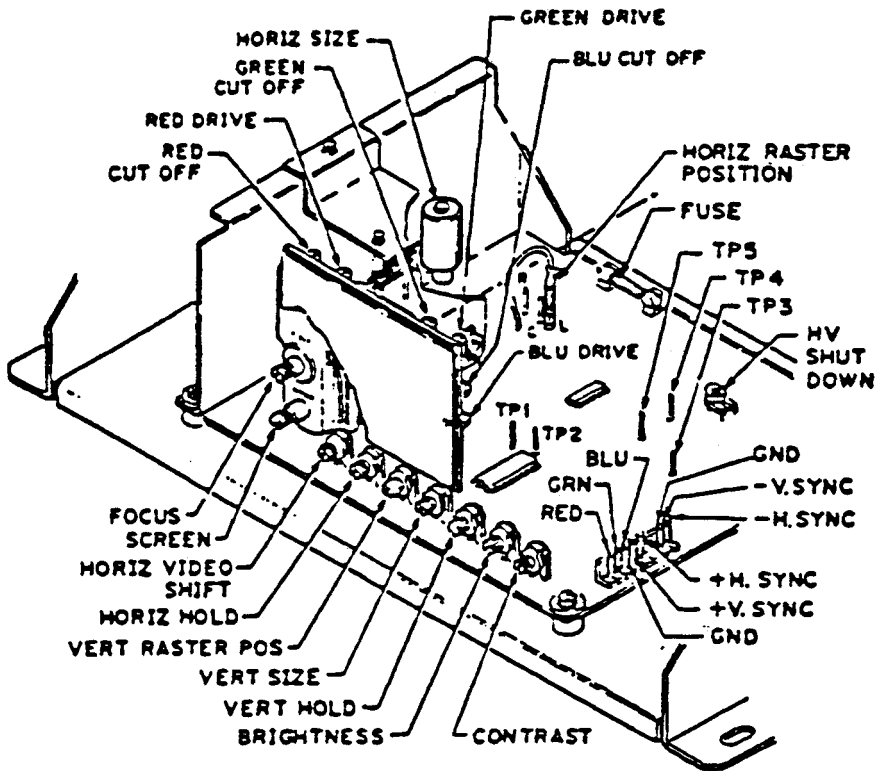 GREEN DRIVE
HORIZ SIZE
BLU CUT OFF
GREEN
CUT OFF
RED DRIVE
RED
CUT OFF
HORIZ RASTER
POSITION
FUSE
TP5
TP4
TP3
HV
SHUT
DOWN
BLU DRIVE
TP1
TP2
BLU
GND
GRN
-V.SYNC
RED
-H.SYNC
FOCUS
SCREEN
HORIZ VIDEO
SHIFT
+H. SYNC
HORIZ HOLD
+V. SYNC
GND
VERT RASTER POS
VERT SIZE
VERT HOLD
BRIGHTNESS
CONTRAST